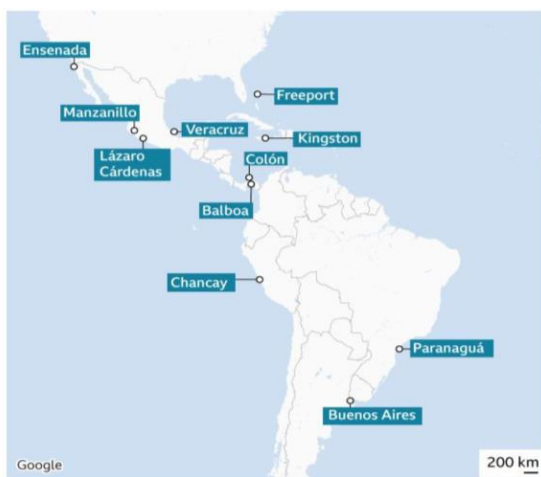 Ensenada
Freeport
Manzanillo
Veracruz
Kingston
Lázaro
Cárdenas
Colón
Balboa
Chancay
Paranaguá
Buenos Aires
Google
200 km